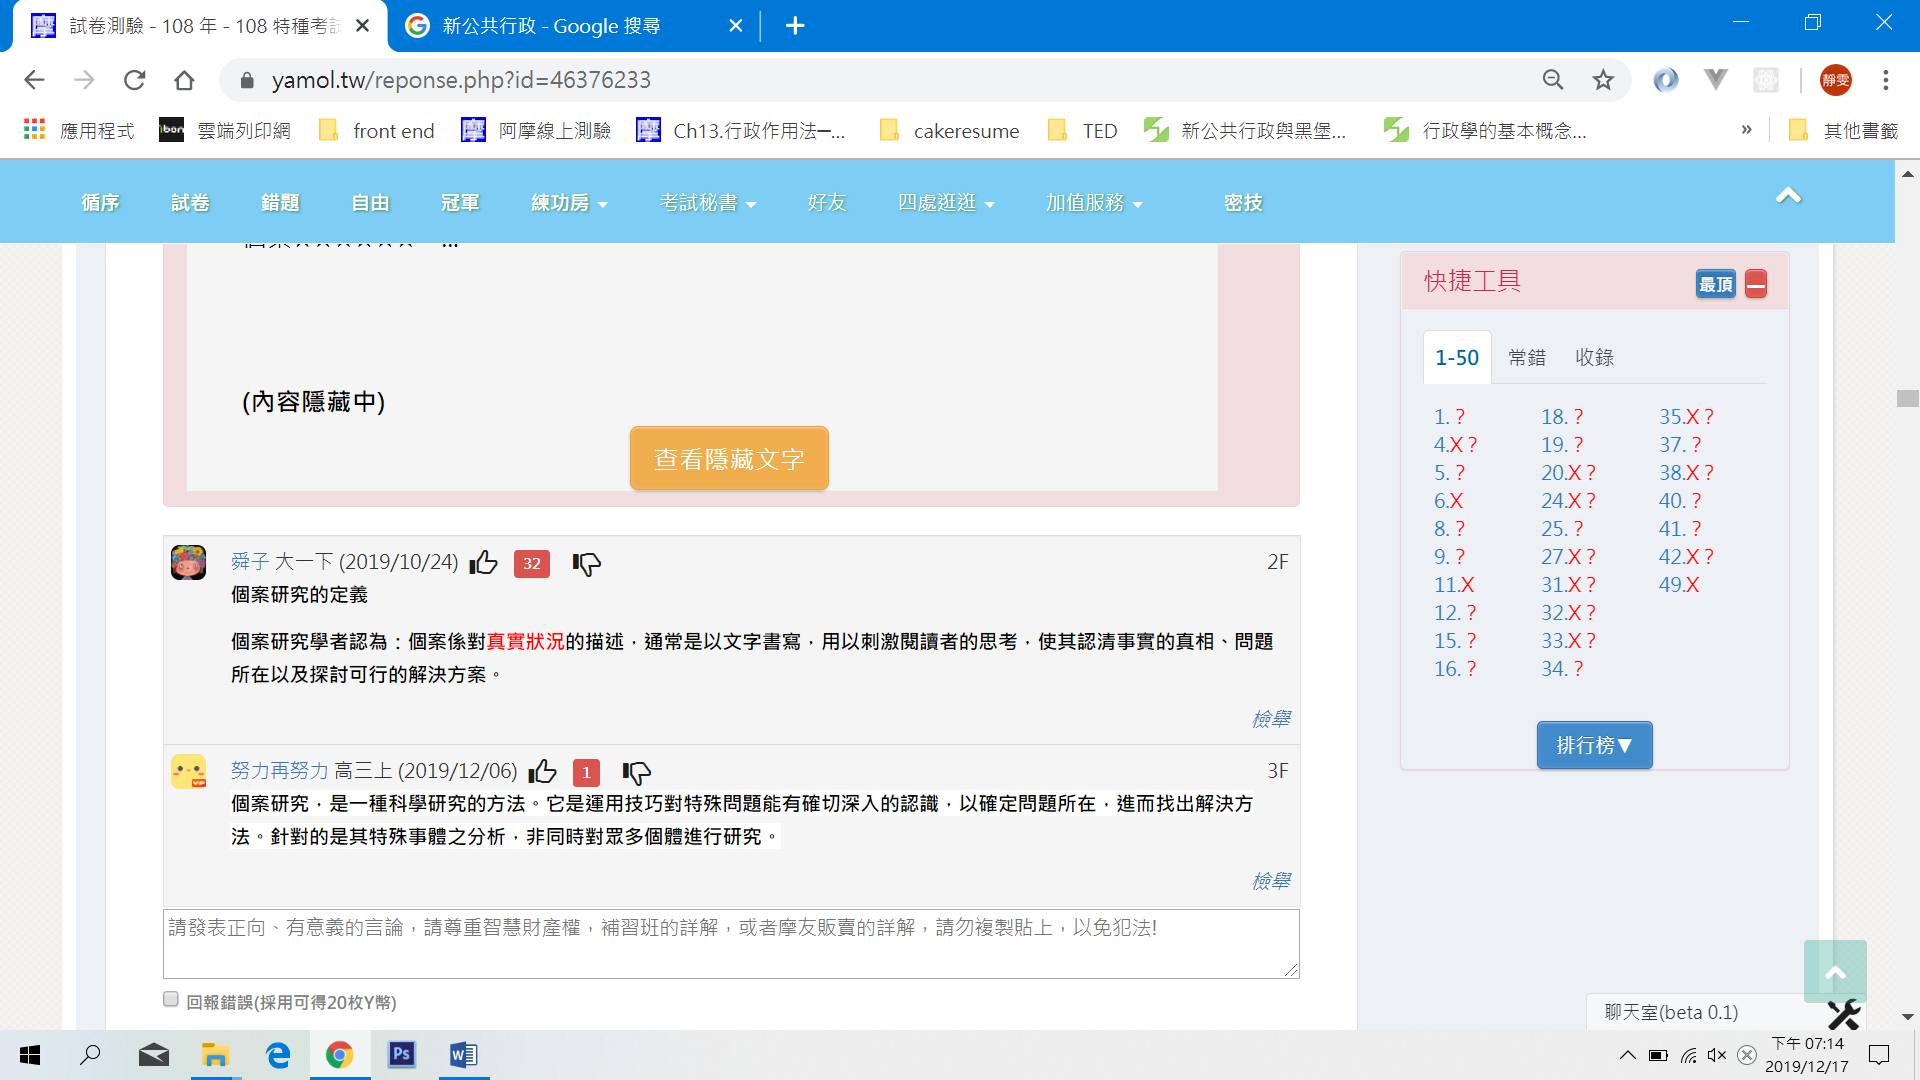 試卷測驗 - 108 年 - 108 特種考試
新公共行政 - Google 搜尋
yamol.tw/reponse.php?id=46376233
靜雯
應用程式
ibon
雲端列印網
front end
阿摩線上測驗
Ch13.行政作用法─...
cakeresume
TED
新公共行政與黑堡...
行政學的基本概念...
»
其他書籤
循序
試卷
錯題
自由
冠軍
練功房
考試秘書
好友
四處逛逛
加值服務
密技
(內容隱藏中)
查看隱藏文字
舜子 大一下 (2019/10/24) 32 2F
個案研究的定義
個案研究學者認為：個案係對真實狀況的描述，通常是以文字書寫，用以刺激閱讀者的思考，使其認清事實的真相、問題
所在以及探討可行的解決方案。
檢舉
努力再努力 高三上 (2019/12/06) 1 3F
VIP
個案研究，是一種科學研究的方法。它是運用技巧對特殊問題能有確切深入的認識，以確定問題所在，進而找出解決方
法。針對的是其特殊事體之分析，非同時對眾多個體進行研究。
檢舉
請發表正向、有意義的言論，請尊重智慧財產權，補習班的詳解，或者摩友販賣的詳解，請勿複製貼上，以免犯法!
回報錯誤(採用可得20枚Y幣)
快捷工具 最頂
1-50 常錯 收錄
1. ? 18. ? 35.X ?
4.X ? 19. ? 37. ?
5. ? 20.X ? 38.X ?
6.X 24.X ? 40. ?
8. ? 25. ? 41. ?
9. ? 27.X ? 42.X ?
11.X 31.X ? 49.X
12. ? 32.X ?
15. ? 33.X ?
16. ? 34. ?
排行榜▼
聊天室(beta 0.1)
Ps
下午 07:14
2019/12/17